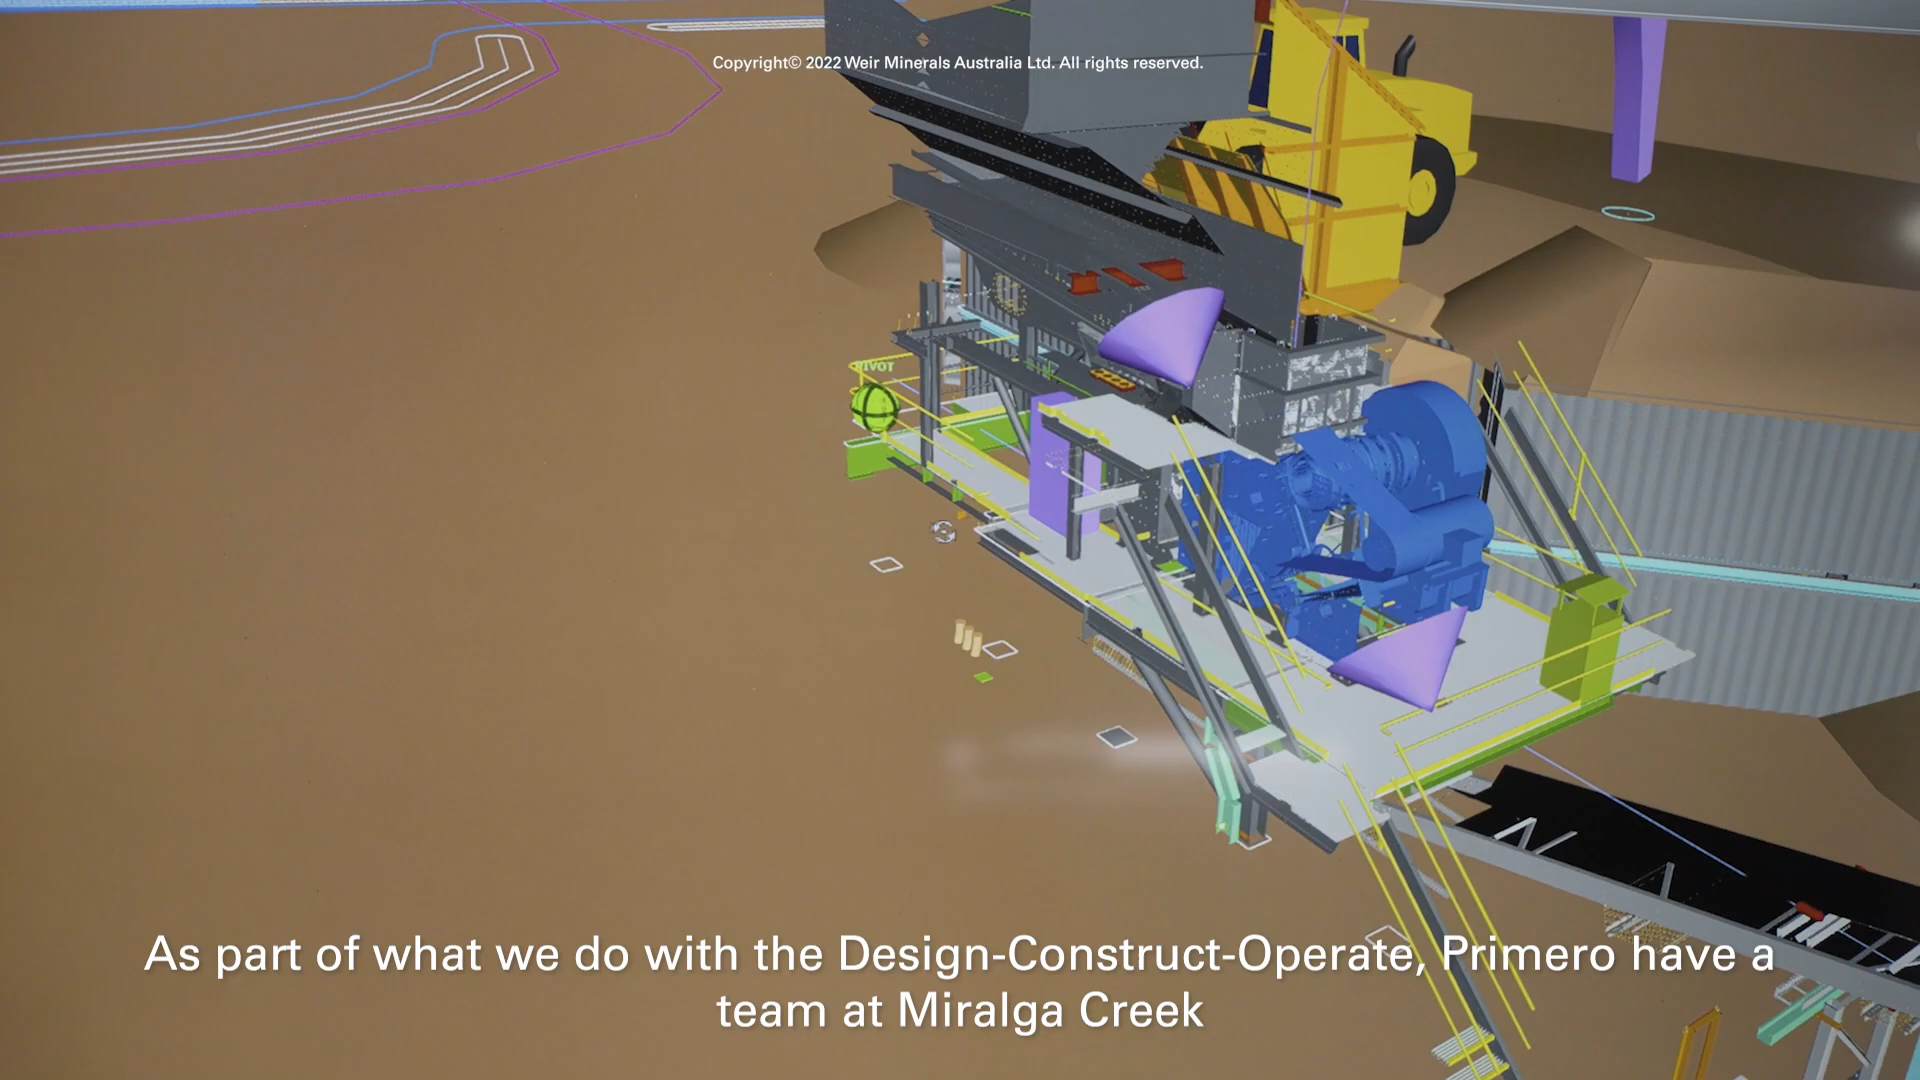 Copyright© 2022 Weir Minerals Australia Ltd. All rights reserved.
PIVOT
As part of what we do with the Design-Construct-Operate, Primero have a
team at Miralga Creek